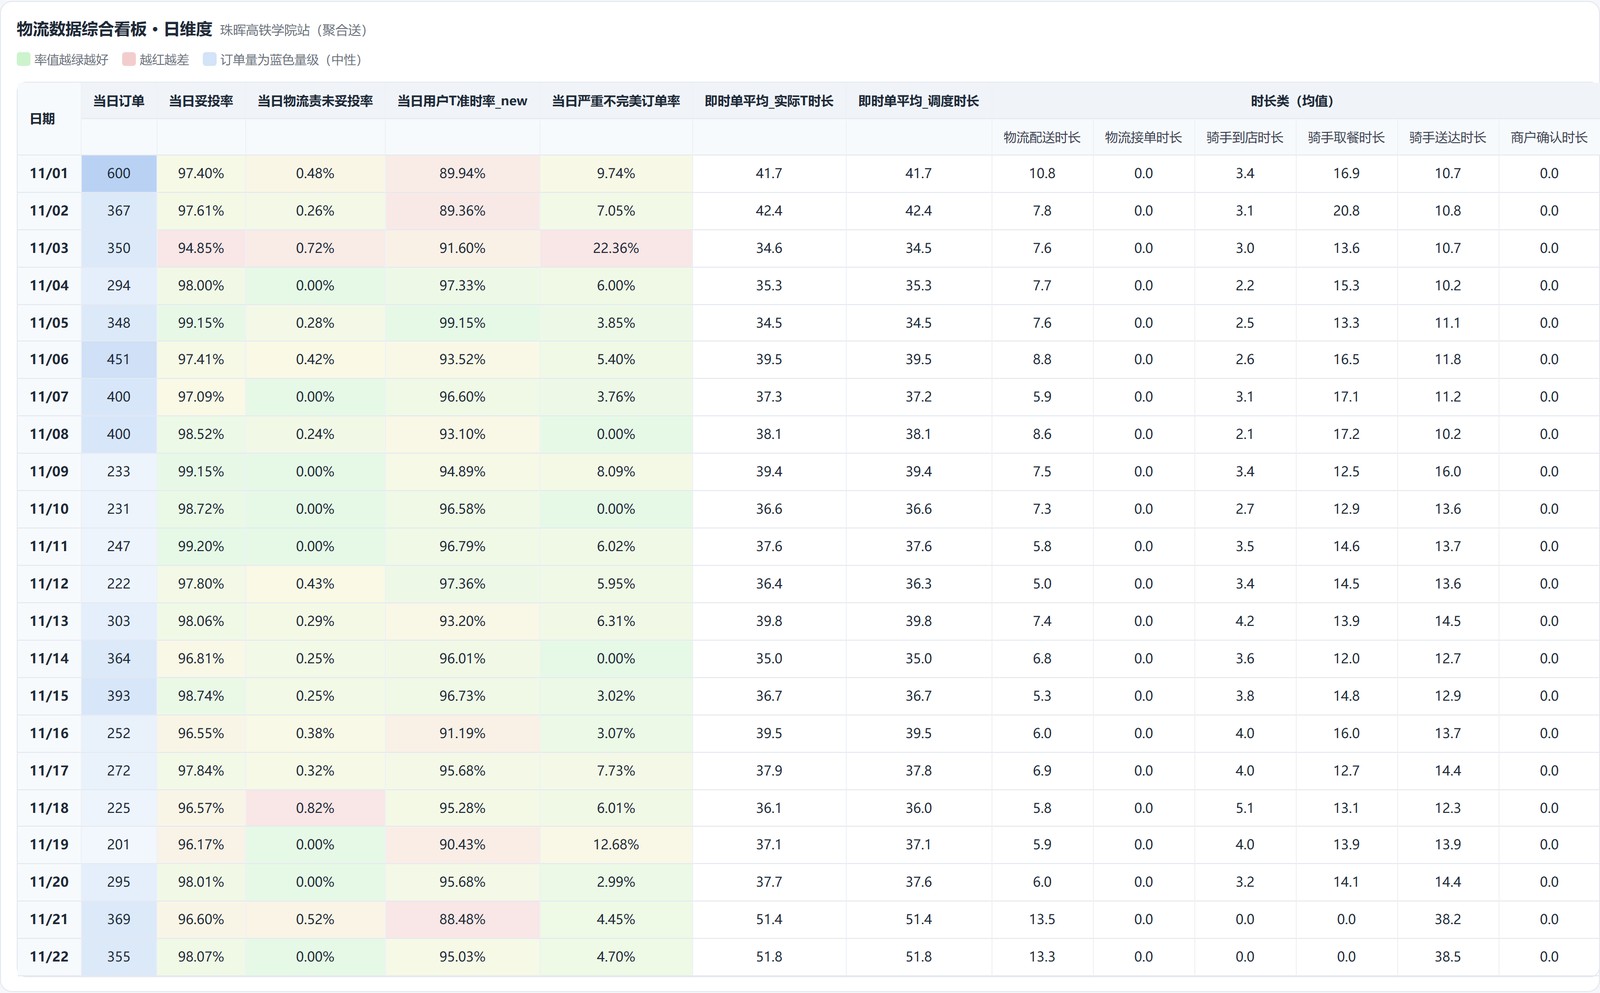 物流数据综合看板 • 日维度 珠晖高铁学院站（聚合送）
率值越绿越好 越红越差 订单量为蓝色量级（中性）
日期 当日订单 当日妥投率 当日物流责未妥投率 当日用户T准时率_new 当日严重不完美订单率 即时单平均_实际T时长 即时单平均_调度时长 时长类（均值）
物流配送时长 物流接单时长 骑手到店时长 骑手取餐时长 骑手送达时长 商户确认时长
11/01 600 97.40% 0.48% 89.94% 9.74% 41.7 41.7 10.8 0.0 3.4 16.9 10.7 0.0
11/02 367 97.61% 0.26% 89.36% 7.05% 42.4 42.4 7.8 0.0 3.1 20.8 10.8 0.0
11/03 350 94.85% 0.72% 91.60% 22.36% 34.6 34.5 7.6 0.0 3.0 13.6 10.7 0.0
11/04 294 98.00% 0.00% 97.33% 6.00% 35.3 35.3 7.7 0.0 2.2 15.3 10.2 0.0
11/05 348 99.15% 0.28% 99.15% 3.85% 34.5 34.5 7.6 0.0 2.5 13.3 11.1 0.0
11/06 451 97.41% 0.42% 93.52% 5.40% 39.5 39.5 8.8 0.0 2.6 16.5 11.8 0.0
11/07 400 97.09% 0.00% 96.60% 3.76% 37.3 37.2 5.9 0.0 3.1 17.1 11.2 0.0
11/08 400 98.52% 0.24% 93.10% 0.00% 38.1 38.1 8.6 0.0 2.1 17.2 10.2 0.0
11/09 233 99.15% 0.00% 94.89% 8.09% 39.4 39.4 7.5 0.0 3.4 12.5 16.0 0.0
11/10 231 98.72% 0.00% 96.58% 0.00% 36.6 36.6 7.3 0.0 2.7 12.9 13.6 0.0
11/11 247 99.20% 0.00% 96.79% 6.02% 37.6 37.6 5.8 0.0 3.5 14.6 13.7 0.0
11/12 222 97.80% 0.43% 97.36% 5.95% 36.4 36.3 5.0 0.0 3.4 14.5 13.6 0.0
11/13 303 98.06% 0.29% 93.20% 6.31% 39.8 39.8 7.4 0.0 4.2 13.9 14.5 0.0
11/14 364 96.81% 0.25% 96.01% 0.00% 35.0 35.0 6.8 0.0 3.6 12.0 12.7 0.0
11/15 393 98.74% 0.25% 96.73% 3.02% 36.7 36.7 5.3 0.0 3.8 14.8 12.9 0.0
11/16 252 96.55% 0.38% 91.19% 3.07% 39.5 39.5 6.0 0.0 4.0 16.0 13.7 0.0
11/17 272 97.84% 0.32% 95.68% 7.73% 37.9 37.8 6.9 0.0 4.0 12.7 14.4 0.0
11/18 225 96.57% 0.82% 95.28% 6.01% 36.1 36.0 5.8 0.0 5.1 13.1 12.3 0.0
11/19 201 96.17% 0.00% 90.43% 12.68% 37.1 37.1 5.9 0.0 4.0 13.9 13.9 0.0
11/20 295 98.01% 0.00% 95.68% 2.99% 37.7 37.6 6.0 0.0 3.2 14.1 14.4 0.0
11/21 369 96.60% 0.52% 88.48% 4.45% 51.4 51.4 13.5 0.0 0.0 0.0 38.2 0.0
11/22 355 98.07% 0.00% 95.03% 4.70% 51.8 51.8 13.3 0.0 0.0 0.0 38.5 0.0